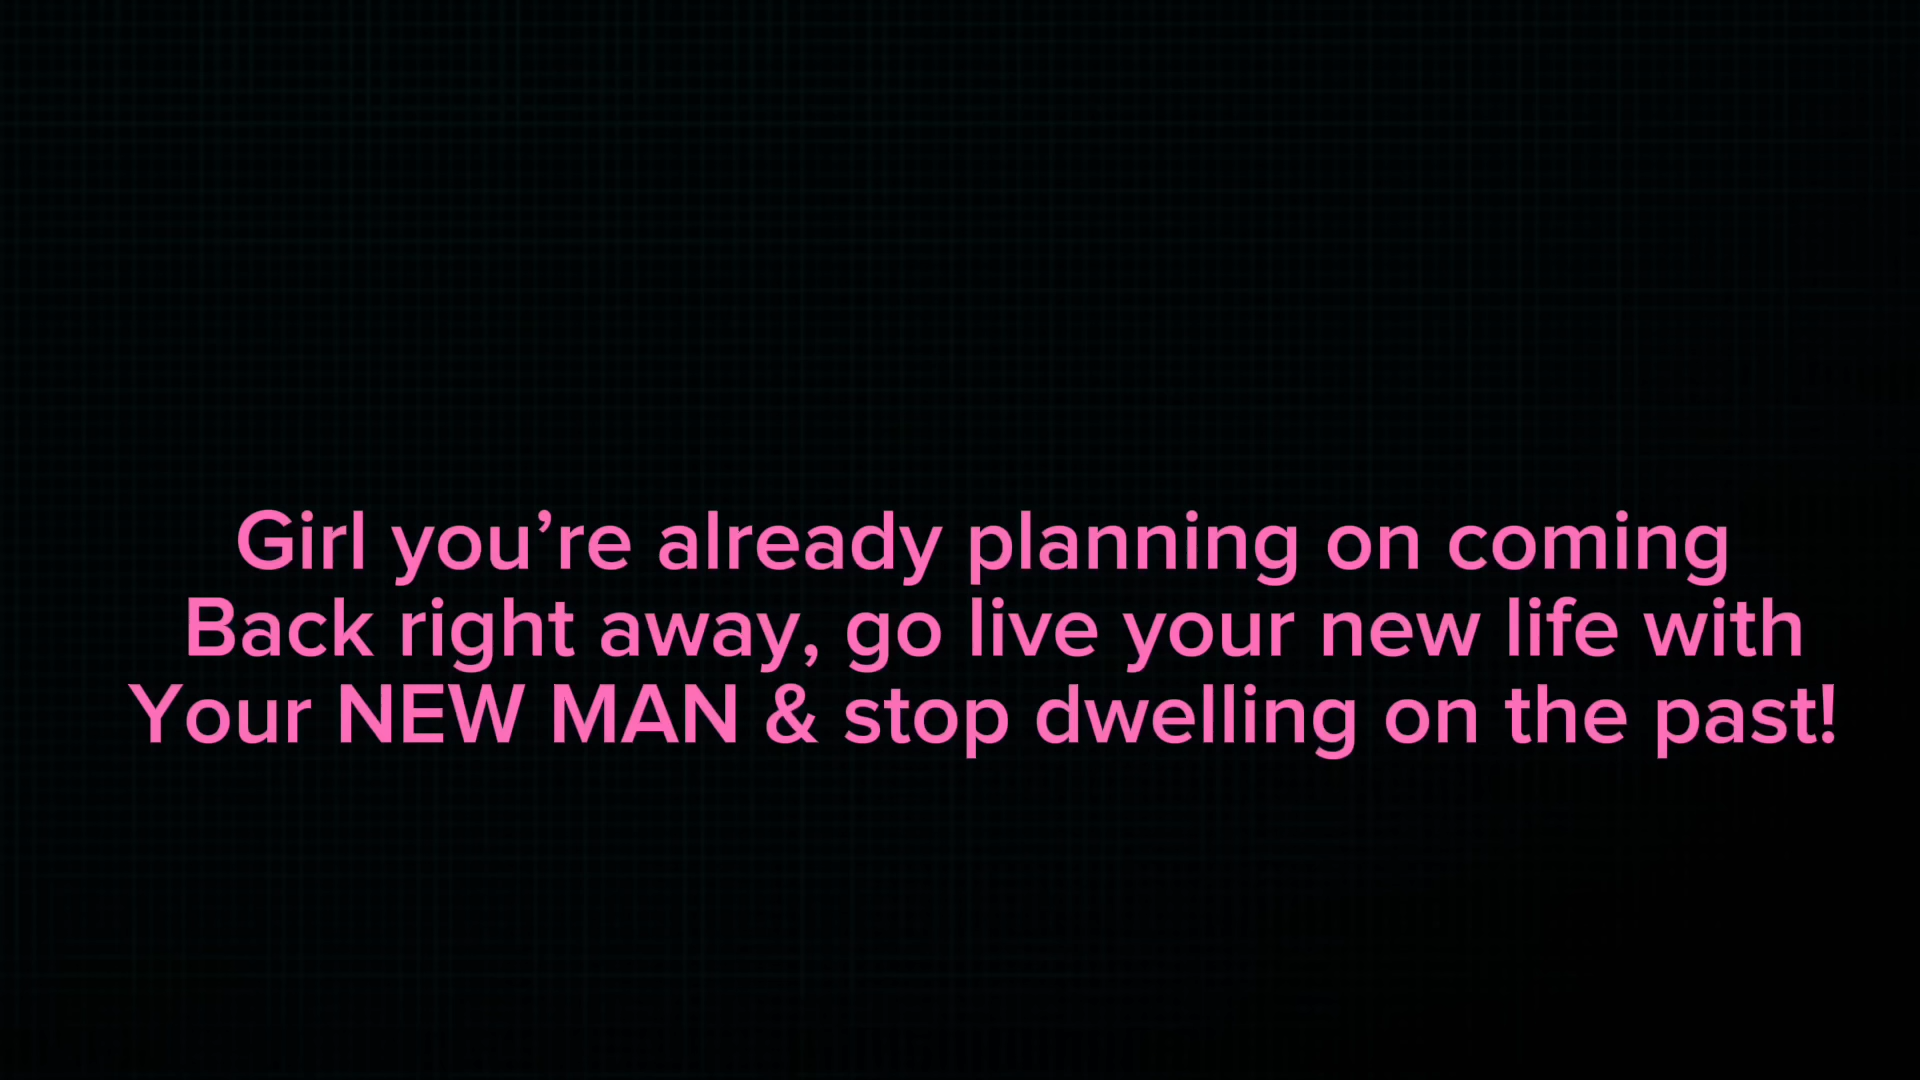 Girl you’re already planning on coming
Back right away, go live your new life with
Your NEW MAN & stop dwelling on the past!